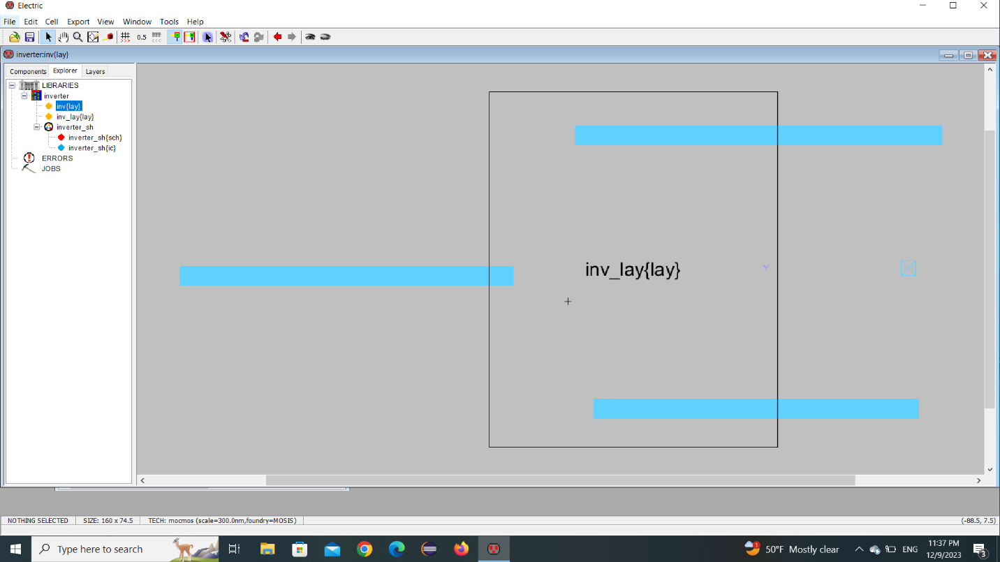 Electric
File Edit Cell Export View Window Tools Help
0.5
inverter:inv{lay}
Components Explorer Layers
LIBRARIES
inverter
inv{lay}
inv_lay{lay}
inverter_sh
inverter_sh{sch}
inverter_sh{ic}
ERRORS
JOBS
inv_lay{lay}
Y
NOTHING SELECTED SIZE: 160 x 74.5 TECH: mocmos (scale=300.0nm,foundry=MOSIS) (-88.5, 7.5)
Type here to search
1
50°F Mostly clear
ENG
11:37 PM
12/9/2023
3